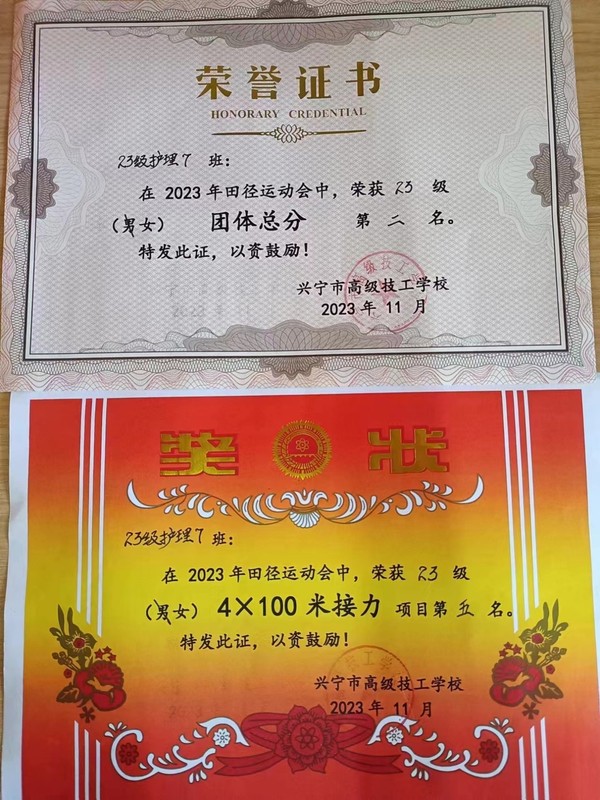 荣誉证书
HONORARY CREDENTIAL
23级护理7 班：
在 2023 年田径运动会中，荣获 23 级
（男女） 团体总分 第 二 名。
特发此证，以资鼓励！
兴宁市高级技工学校
2023 年 11 月
奖 状
23级护理7 班：
在 2023 年田径运动会中，荣获 23 级
（男女） 4×100 米接力 项目第 五 名。
特发此证，以资鼓励！
兴宁市高级技工学校
2023 年 11 月